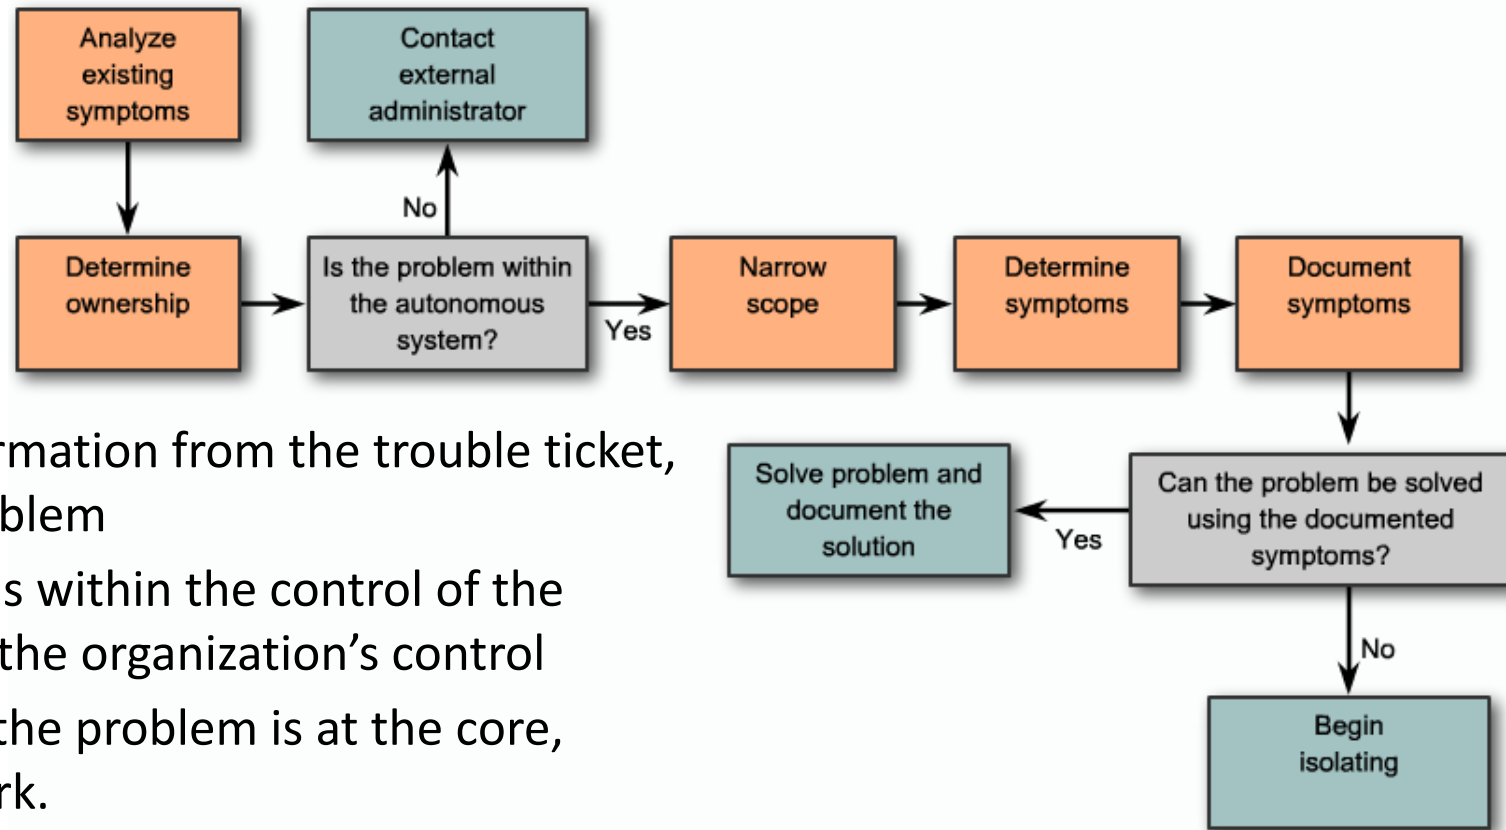 Analyze
existing
symptoms
Contact
external
administrator
No
Determine
ownership
Is the problem within
the autonomous
system?
Yes
Narrow
scope
Determine
symptoms
Document
symptoms
rmation from the trouble ticket,
blem
s within the control of the
the organization’s control
the problem is at the core,
rk.
Solve problem and
document the
solution
Yes
Can the problem be solved
using the documented
symptoms?
No
Begin
isolating